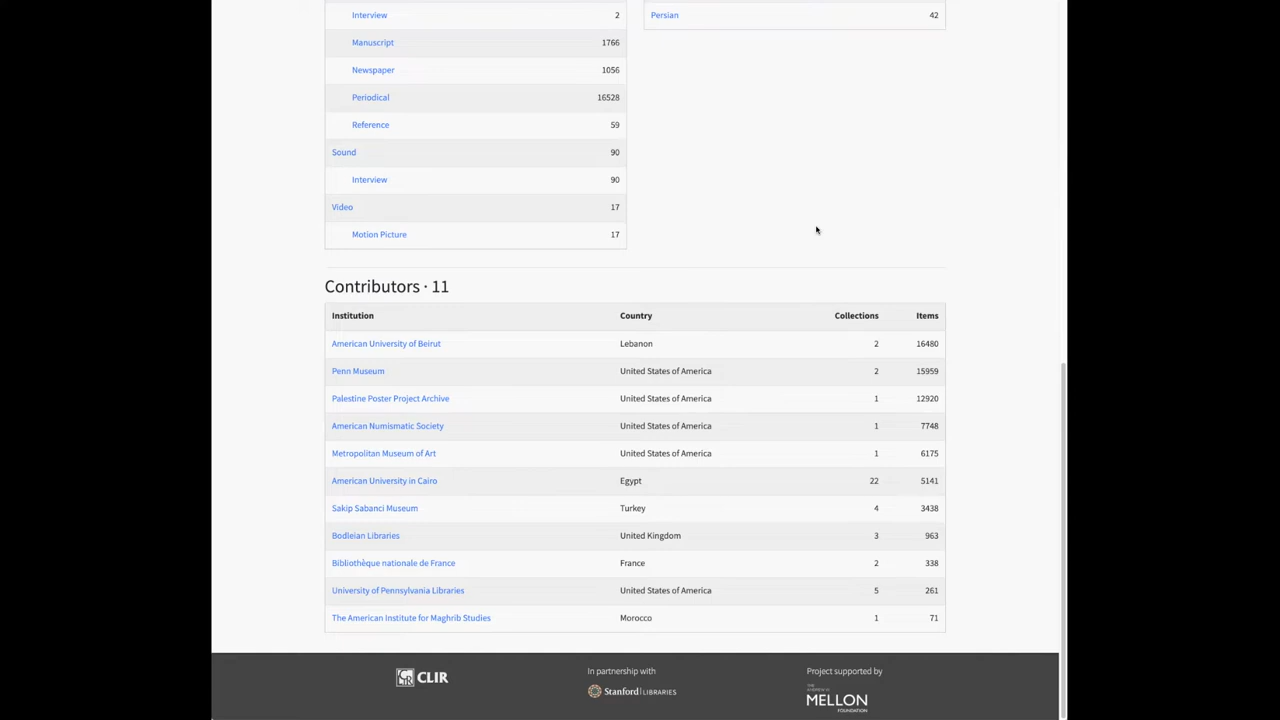 Interview 2
Manuscript 1766
Newspaper 1056
Periodical 16528
Reference 59
Sound 90
Interview 90
Video 17
Motion Picture 17
Persian 42
Contributors · 11
Institution Country Collections Items
American University of Beirut Lebanon 2 16480
Penn Museum United States of America 2 15959
Palestine Poster Project Archive United States of America 1 12920
American Numismatic Society United States of America 1 7748
Metropolitan Museum of Art United States of America 1 6175
American University in Cairo Egypt 22 5141
Sakip Sabanci Museum Turkey 4 3438
Bodleian Libraries United Kingdom 3 963
Bibliothèque nationale de France France 2 338
University of Pennsylvania Libraries United States of America 5 261
The American Institute for Maghrib Studies Morocco 1 71
CLIR
In partnership with
Stanford LIBRARIES
Project supported by
THE
ANDREW W.
MELLON
FOUNDATION